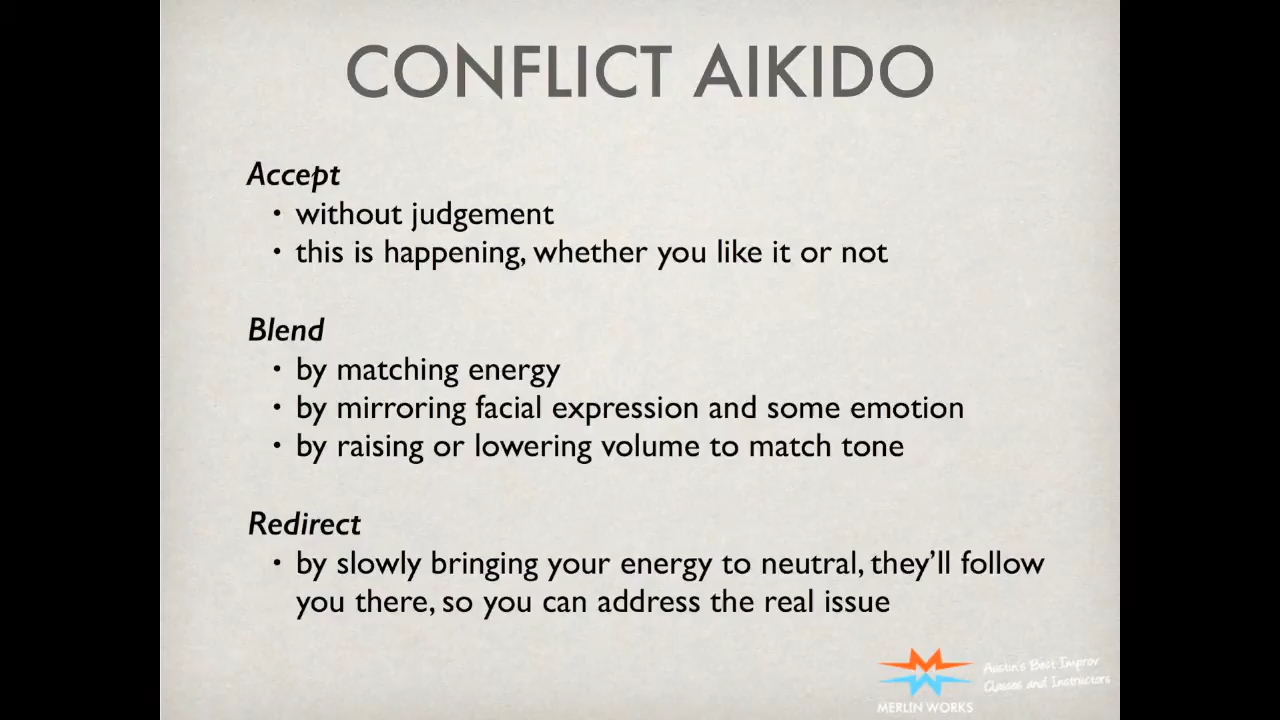 CONFLICT AIKIDO
Accept
• without judgement
• this is happening, whether you like it or not
Blend
• by matching energy
• by mirroring facial expression and some emotion
• by raising or lowering volume to match tone
Redirect
• by slowly bringing your energy to neutral, they’ll follow
you there, so you can address the real issue
Austin's Best Improv
Classes and Instructors
MERLIN WORKS